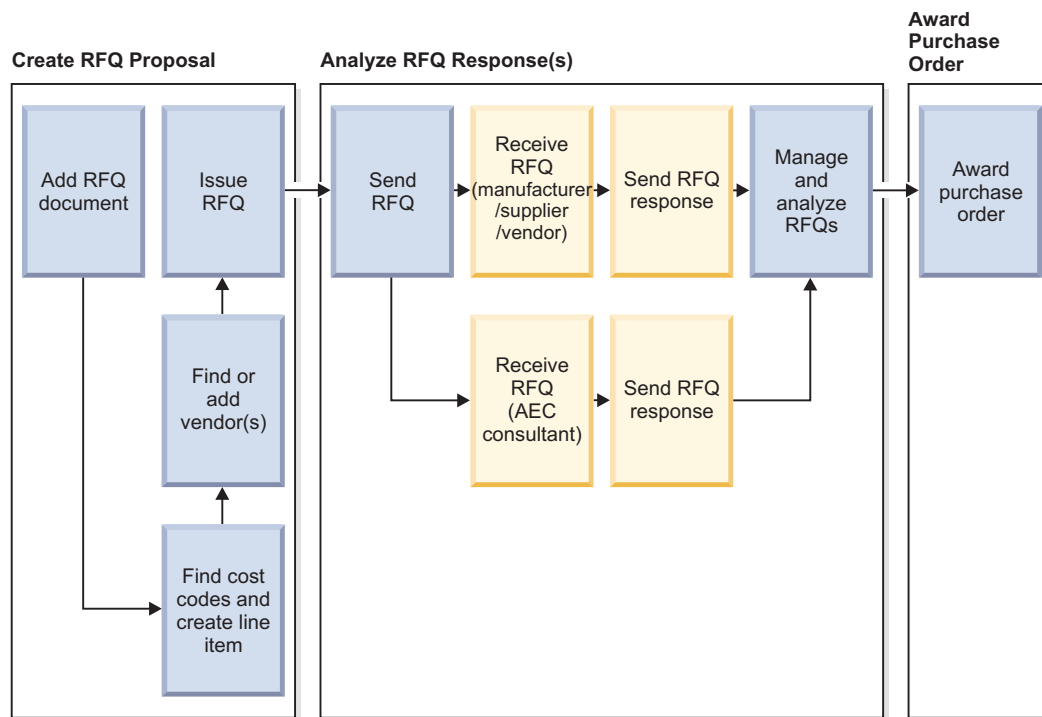 Create RFQ Proposal
Add RFQ
document
Issue
RFQ
Find or
add
vendor(s)
Find cost
codes and
create line
item
Analyze RFQ Response(s)
Send
RFQ
Receive
RFQ
(manufacturer
/supplier
/vendor)
Send RFQ
response
Manage
and
analyze
RFQs
Receive
RFQ
(AEC
consultant)
Send RFQ
response
Award
Purchase
Order
Award
purchase
order